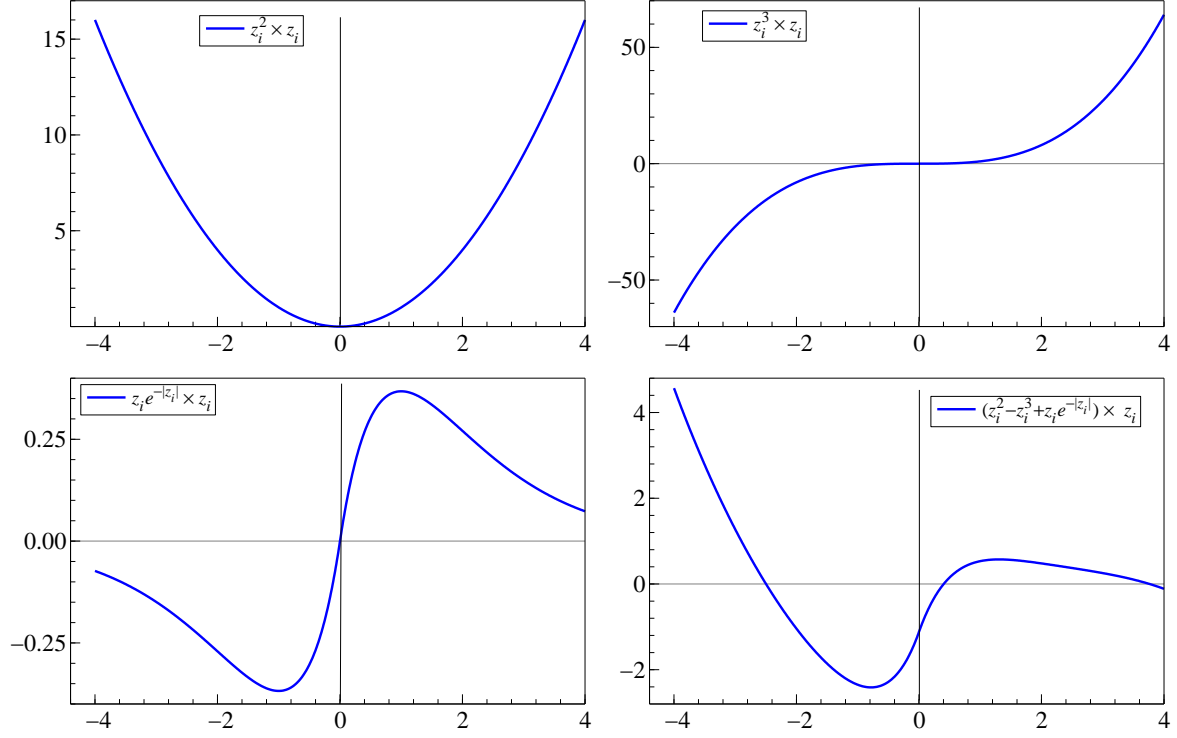 z_i^2 × z_i
15
10
5
−4 −2 0 2 4
z_i^3 × z_i
50
0
−50
−4 −2 0 2 4
z_i e^{−|z_i|} × z_i
0.25
0.00
−0.25
−4 −2 0 2 4
(z_i^2−z_i^3+z_i e^{−|z_i|}) × z_i
4
2
0
−2
−4 −2 0 2 4